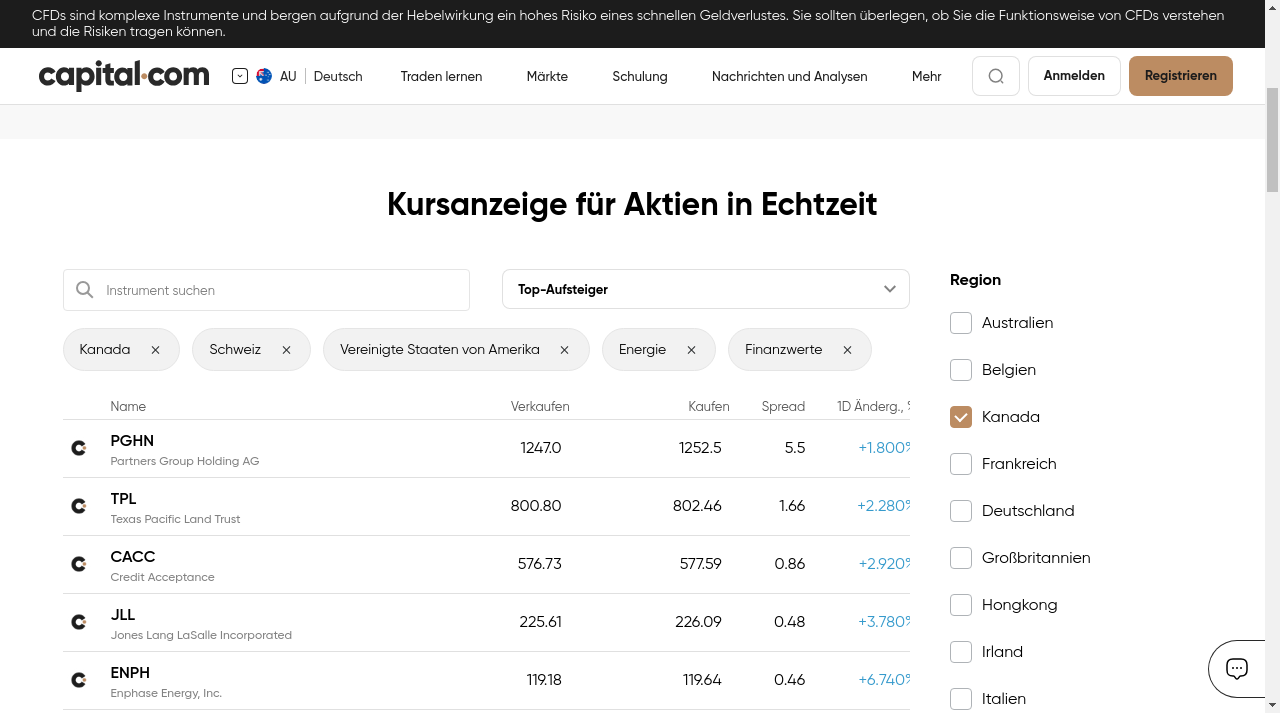 CFDs sind komplexe Instrumente und bergen aufgrund der Hebelwirkung ein hohes Risiko eines schnellen Geldverlustes. Sie sollten überlegen, ob Sie die Funktionsweise von CFDs verstehen
und die Risiken tragen können.
capital.com AU Deutsch Traden lernen Märkte Schulung Nachrichten und Analysen Mehr Anmelden Registrieren
Kursanzeige für Aktien in Echtzeit
Instrument suchen Top-Aufsteiger
Kanada Schweiz Vereinigte Staaten von Amerika Energie Finanzwerte
Name Verkaufen Kaufen Spread 1D Änderg., %
PGHN 1247.0 1252.5 5.5 +1.800%
Partners Group Holding AG
TPL 800.80 802.46 1.66 +2.280%
Texas Pacific Land Trust
CACC 576.73 577.59 0.86 +2.920%
Credit Acceptance
JLL 225.61 226.09 0.48 +3.780%
Jones Lang LaSalle Incorporated
ENPH 119.18 119.64 0.46 +6.740%
Enphase Energy, Inc.
Region
Australien
Belgien
Kanada
Frankreich
Deutschland
Großbritannien
Hongkong
Irland
Italien